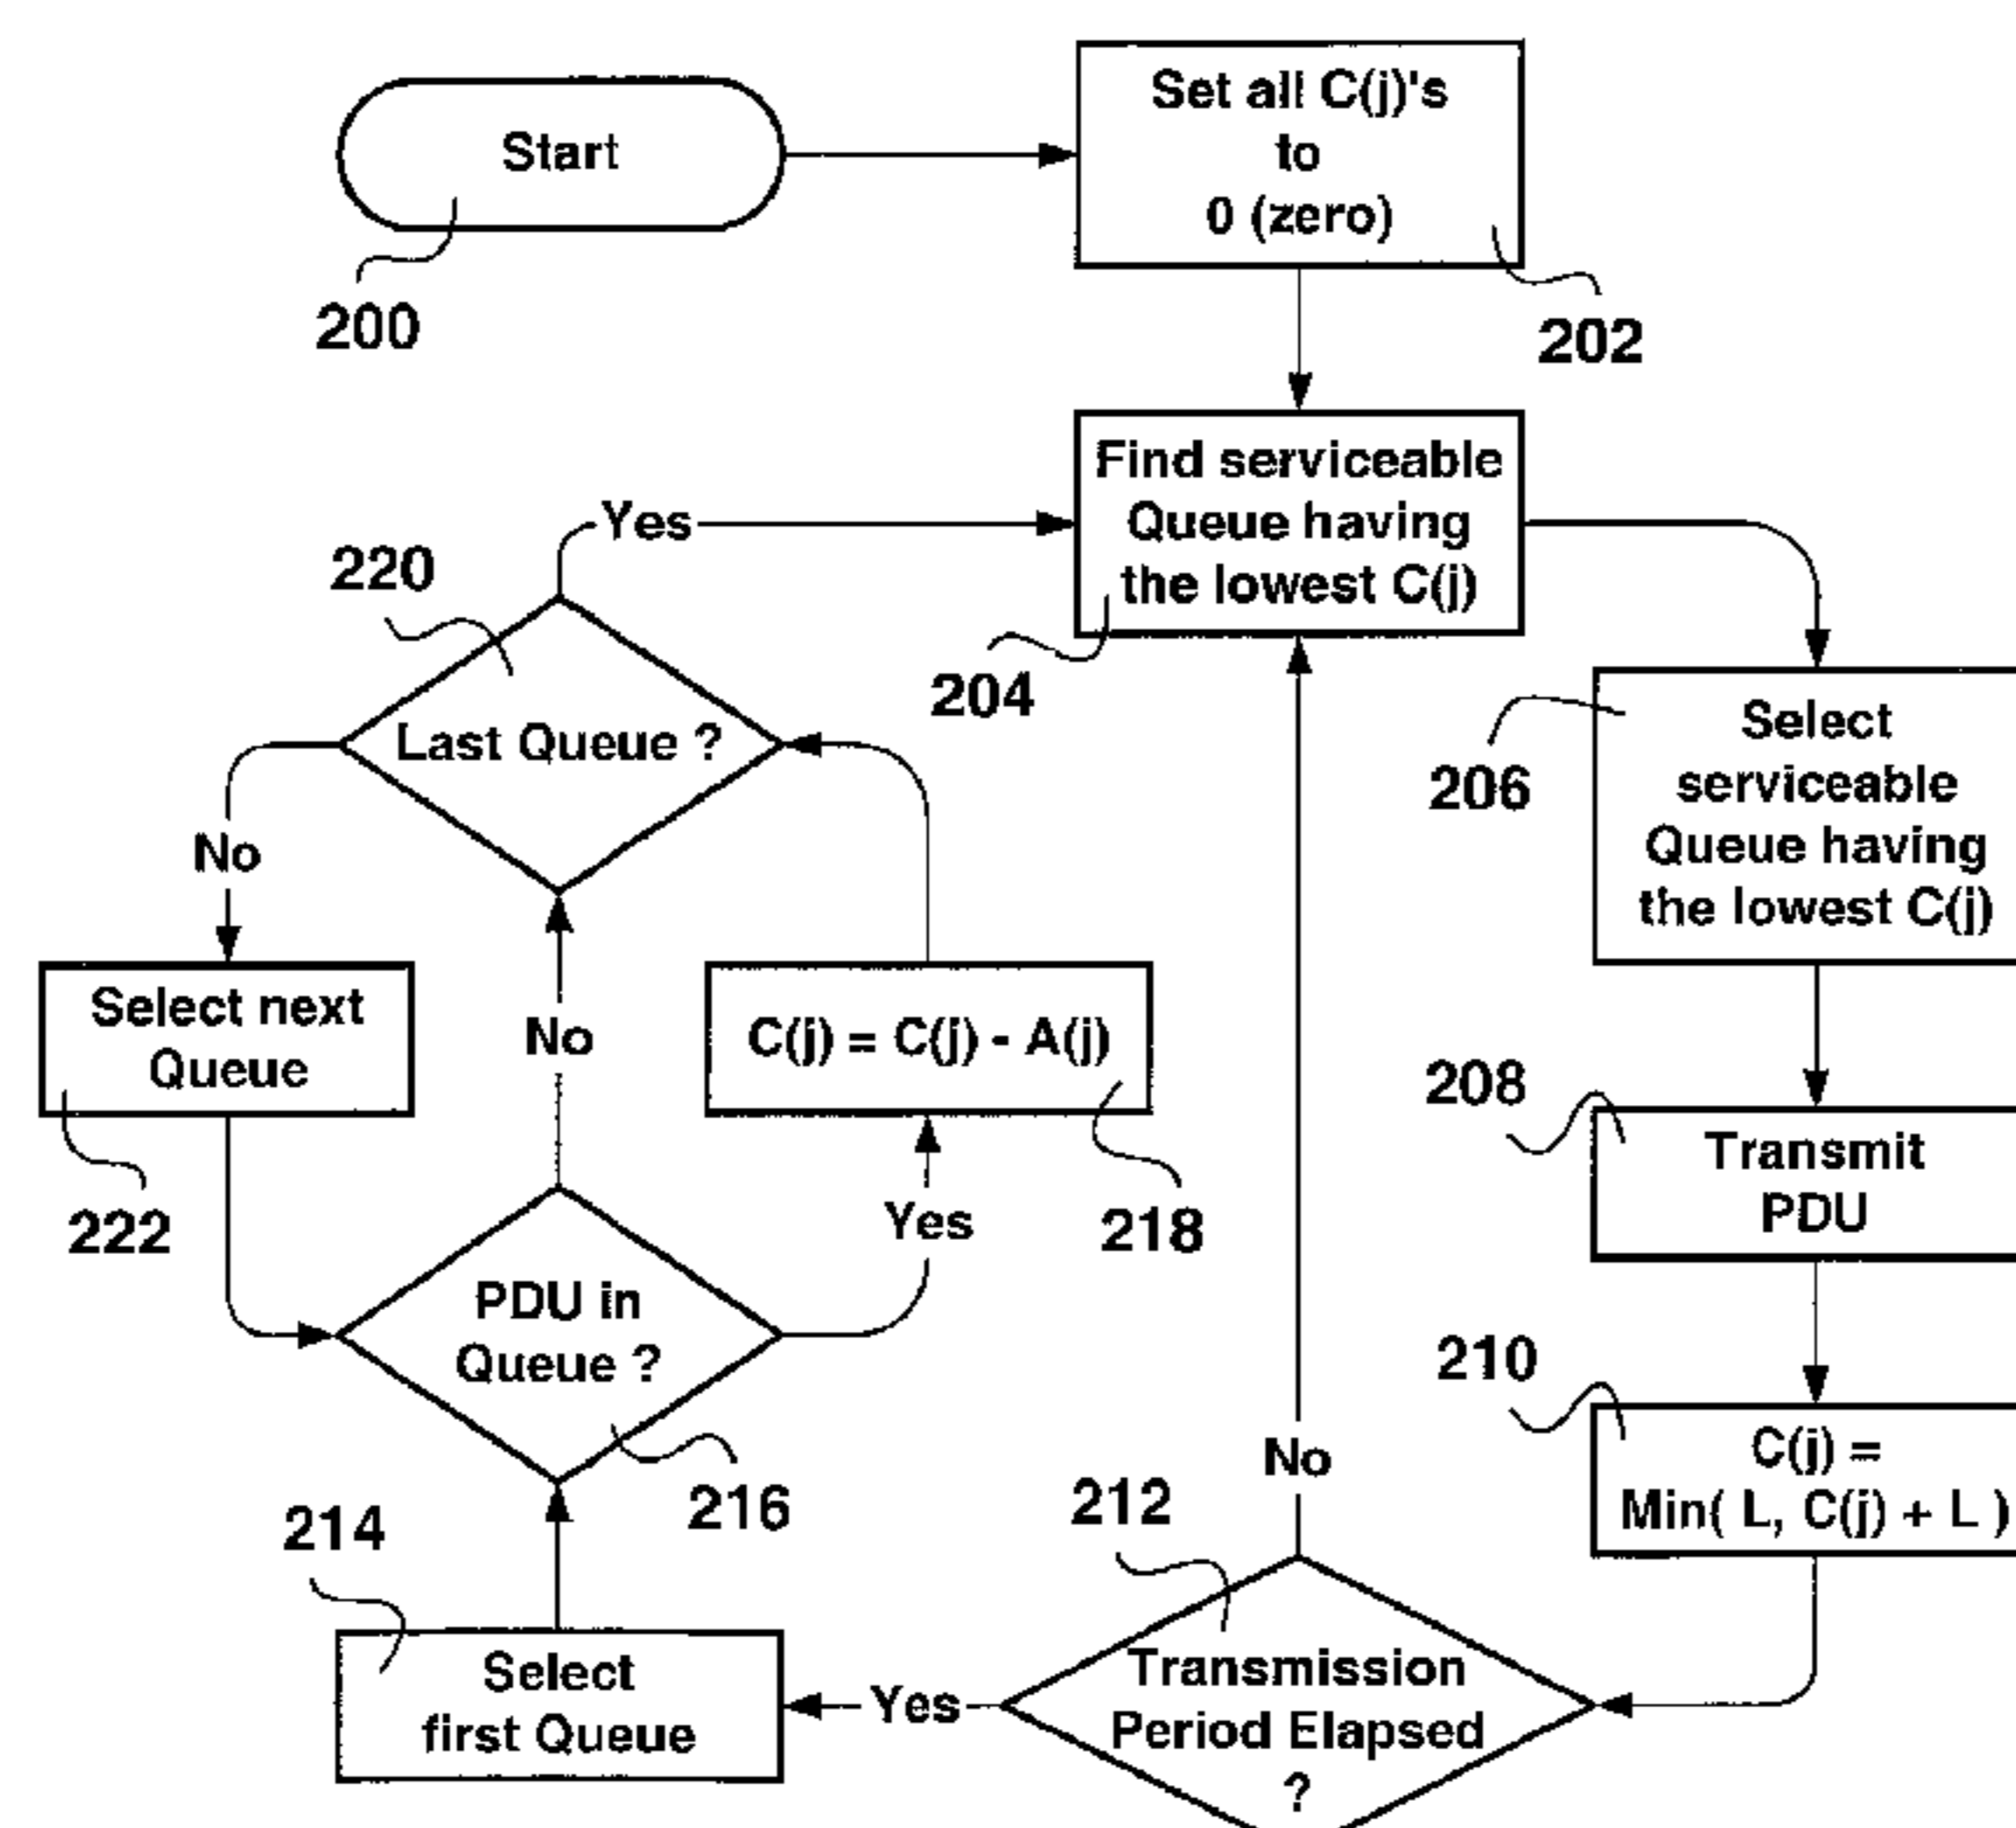 Start
200
Set all C(j)'s
to
0 (zero)
202
Find serviceable
Queue having
the lowest C(j)
204
Select
serviceable
Queue having
the lowest C(j)
206
Transmit
PDU
208
C(j) =
Min( L, C(j) + L )
210
Transmission
Period Elapsed
?
212
No
Yes
Select
first Queue
214
PDU in
Queue ?
216
Yes
No
C(j) = C(j) - A(j)
218
Last Queue ?
220
Yes
No
Select next
Queue
222